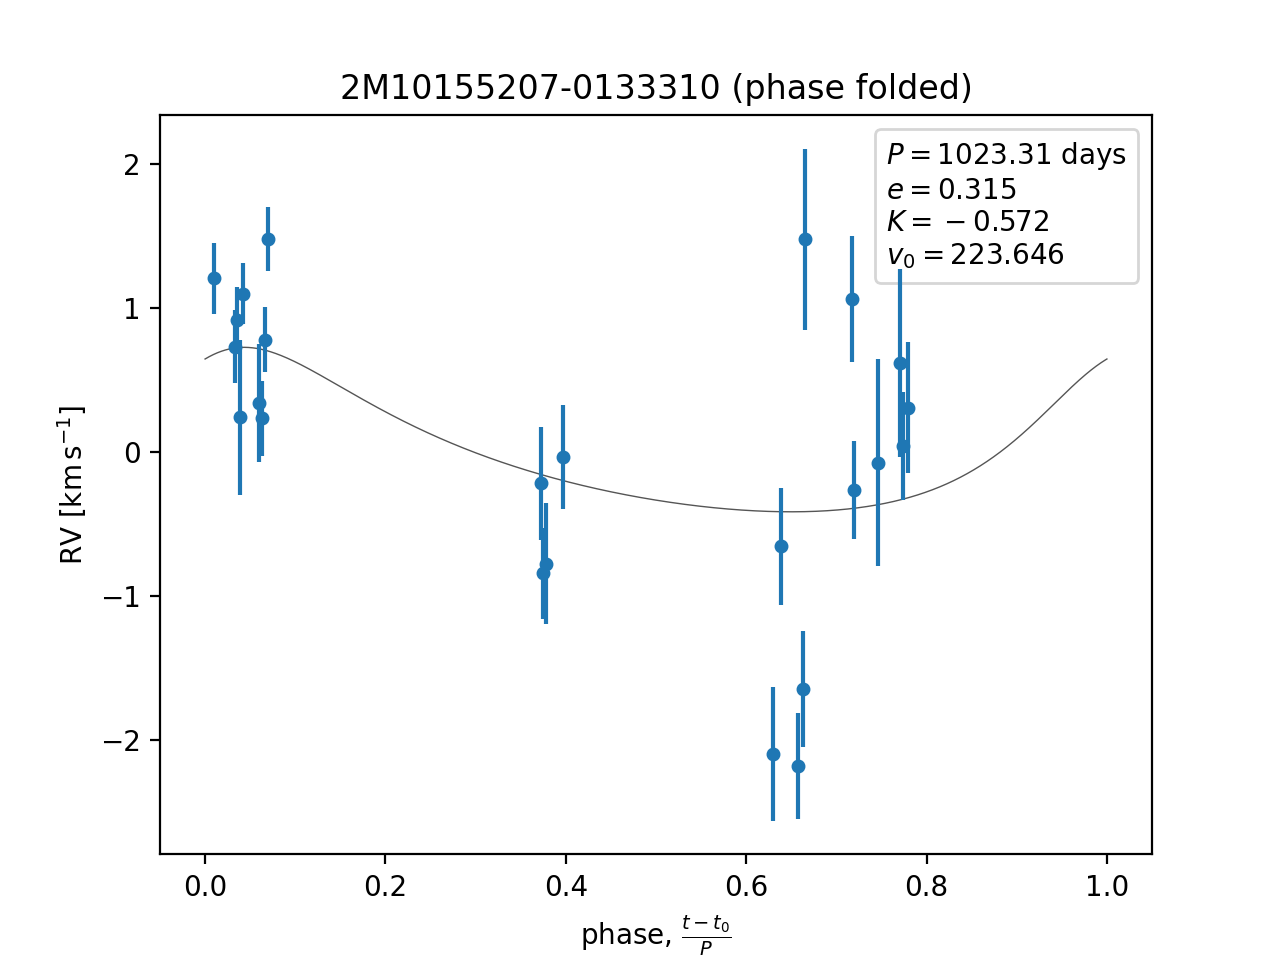 2M10155207-0133310 (phase folded)
P = 1023.31 days
e = 0.315
K = −0.572
v₀ = 223.646
2
1
0
−1
−2
RV [km s⁻¹]
0.0 0.2 0.4 0.6 0.8 1.0
phase, (t − t₀)/P